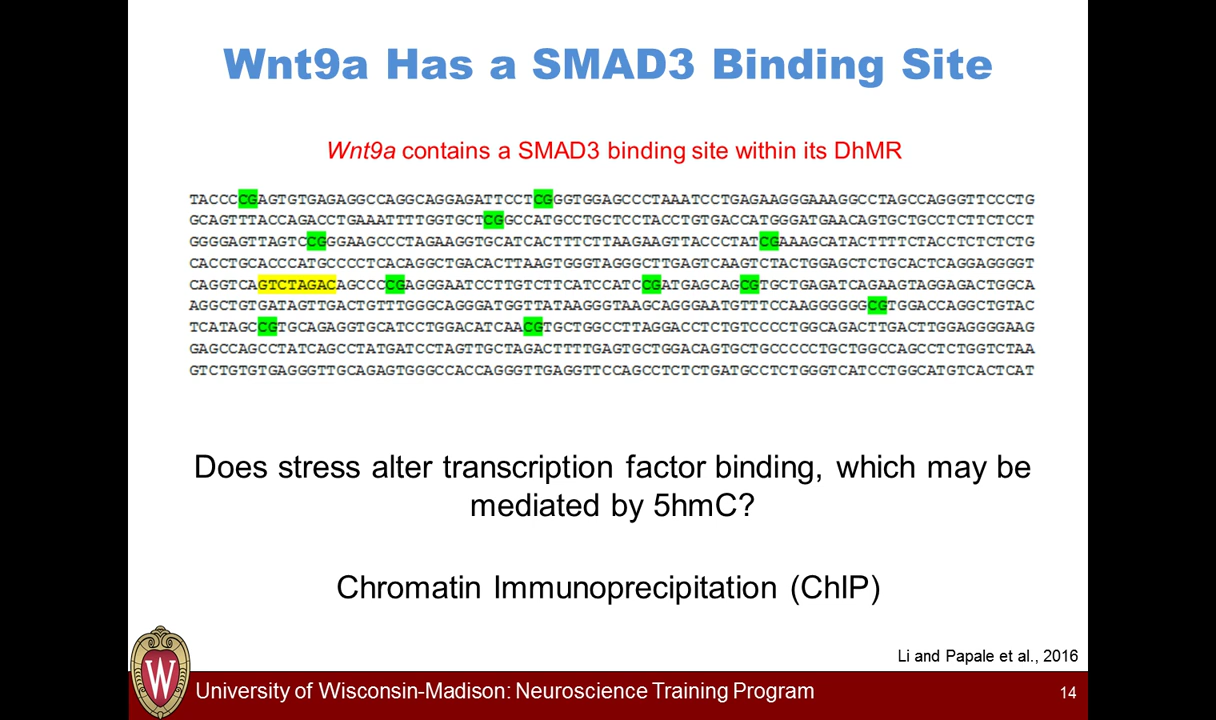 Wnt9a Has a SMAD3 Binding Site
Wnt9a contains a SMAD3 binding site within its DhMR
TACCCCGAGTGTGAGAGGCCAGGCAGGAGATTCCTCGGGTGGAGCCCTAAATCCTGAGAAGGGAAAGGCCTAGCCAGGGTTCCCTG
GCAGTTTACCAGACCTGAAATTTTGGTGCTCGGCCATGCCTGCTCCTACCTGTGACCATGGGATGAACAGTGCTGCCTCTTCTCCT
GGGGAGTTAGTCCGGGAAGCCCTAGAAGGTGCATCACTTTCTTAAGAAGTTACCCTATCGAAAGCATACTTTTCTACCTCTCTCTG
CACCTGCACCCATGCCCCTCACAGGCTGACACTTAAGTGGGTAGGGCTTGAGTCAAGTCTACTGGAGCTCTGCACTCAGGAGGGGT
CAGGTCAGTCTAGACAGCCCCGAGGGAATCCTTGTCTTCATCCATCCGATGAGCAGCGTGCTGAGATCAGAAGTAGGAGACTGGCA
AGGCTGTGATAGTTGACTGTTTGGGCAGGGATGGTTATAAGGGTAAGCAGGGAATGTTTCCAAGGGGGGCGTGGACCAGGCTGTAC
TCATAGCCGTGCAGAGGTGCATCCTGGACATCAACGTGCTGGCCTTAGGACCTCTGTCCCCTGGCAGACTTGACTTGGAGGGGAAG
GAGCCAGCCTATCAGCCTATGATCCTAGTTGCTAGACTTTTGAGTGCTGGACAGTGCTGCCCCCTGCTGGCCAGCCTCTGGTCTAA
GTCTGTGTGAGGGTTGCAGAGTGGGCCACCAGGGTTGAGGTTCCAGCCTCTCTGATGCCTCTGGGTCATCCTGGCATGTCACTCAT
Does stress alter transcription factor binding, which may be
mediated by 5hmC?
Chromatin Immunoprecipitation (ChIP)
Li and Papale et al., 2016
W
University of Wisconsin-Madison: Neuroscience Training Program
14